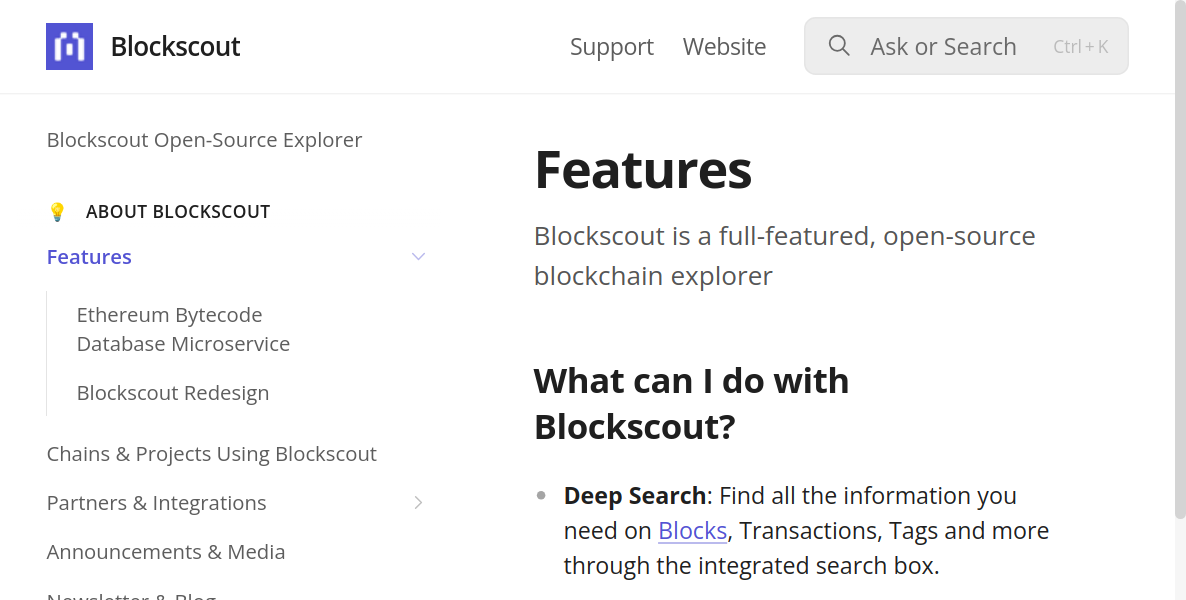 Blockscout
Support
Website
Ask or Search
Ctrl + K
Blockscout Open-Source Explorer
💡 ABOUT BLOCKSCOUT
Features
Ethereum Bytecode
Database Microservice
Blockscout Redesign
Chains & Projects Using Blockscout
Partners & Integrations
Announcements & Media
Newsletter & Blog
Features
Blockscout is a full-featured, open-source
blockchain explorer
What can I do with
Blockscout?
Deep Search: Find all the information you
need on Blocks, Transactions, Tags and more
through the integrated search box.